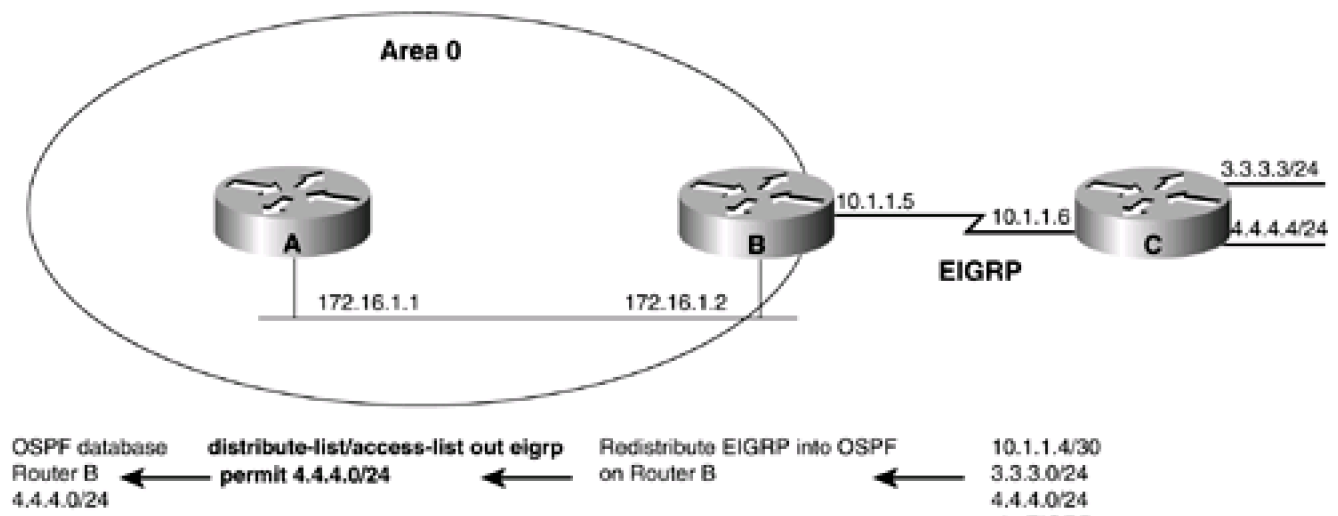 Area 0
3.3.3.3/24
10.1.1.5
10.1.1.6
4.4.4.4/24
A
B
C
EIGRP
172.16.1.1
172.16.1.2
OSPF database
Router B
4.4.4.0/24
distribute-list/access-list out eigrp
permit 4.4.4.0/24
Redistribute EIGRP into OSPF
on Router B
10.1.1.4/30
3.3.3.0/24
4.4.4.0/24